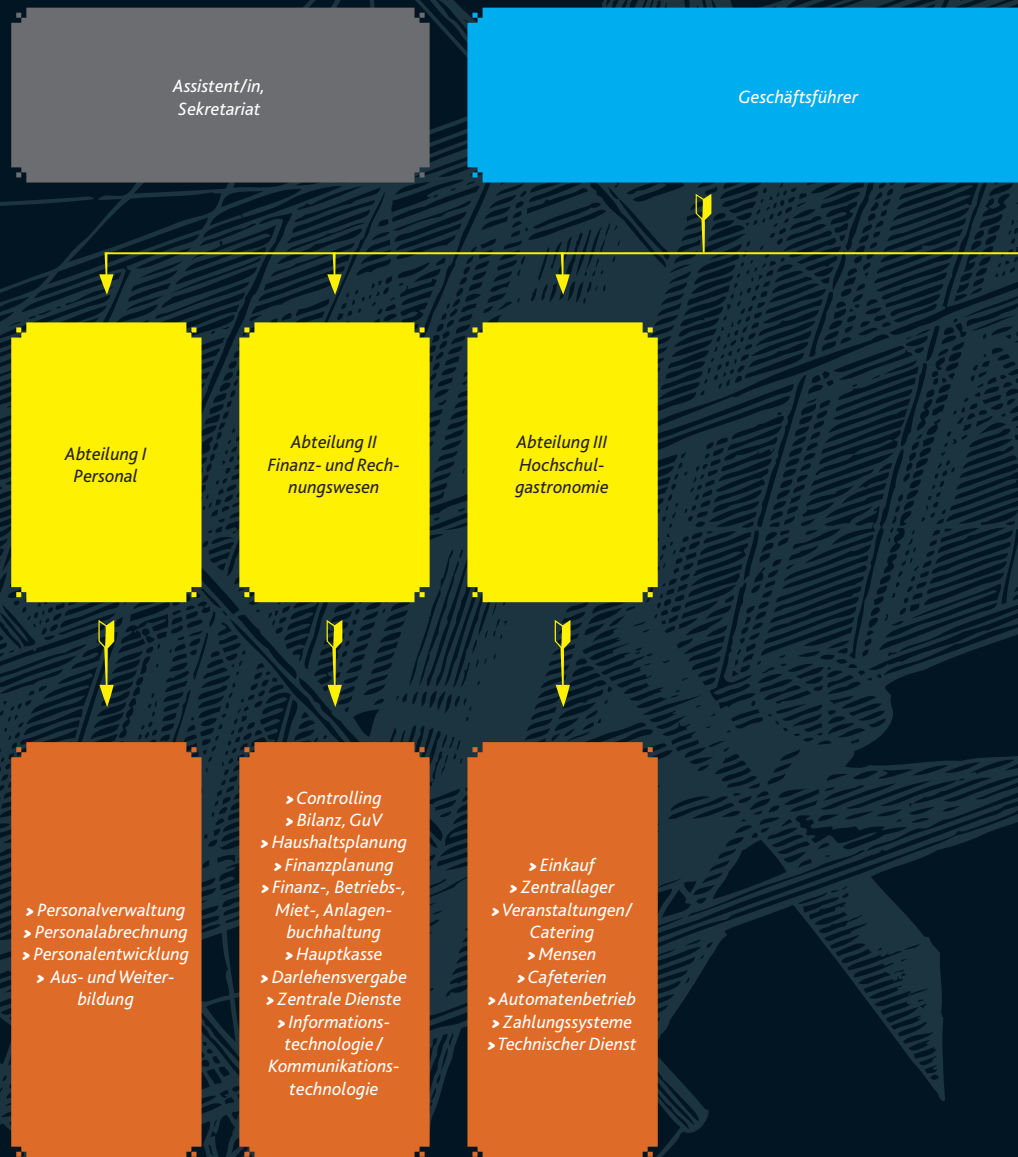 Assistent/in,
Sekretariat
Geschäftsführer
Abteilung I
Personal
Abteilung II
Finanz- und Rech-
nungswesen
Abteilung III
Hochschul-
gastronomie
> Personalverwaltung
> Personalabrechnung
> Personalentwicklung
> Aus- und Weiter-
bildung
> Controlling
> Bilanz, GuV
> Haushaltsplanung
> Finanzplanung
> Finanz-, Betriebs-,
Miet-, Anlagen-
buchhaltung
> Hauptkasse
> Darlehensvergabe
> Zentrale Dienste
> Informations-
technologie /
Kommunikations-
technologie
> Einkauf
> Zentrallager
> Veranstaltungen/
Catering
> Mensen
> Cafeterien
> Automatenbetrieb
> Zahlungssysteme
> Technischer Dienst